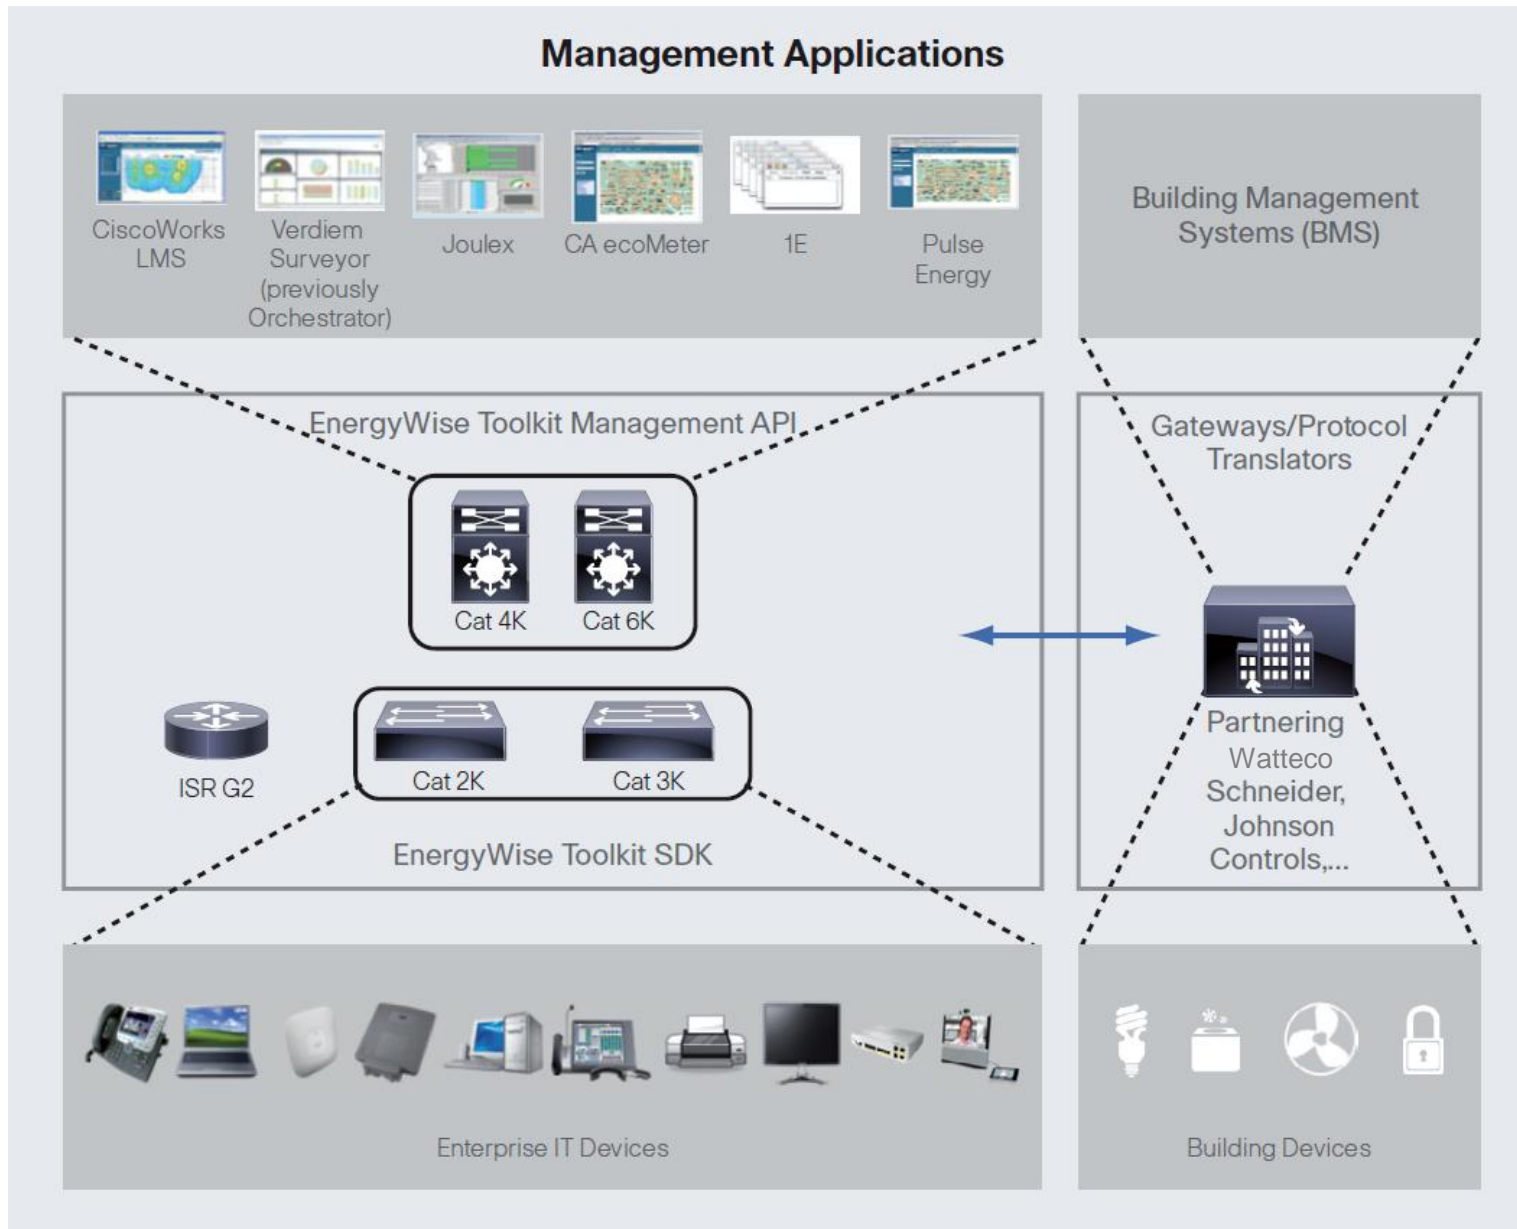 Management Applications
CiscoWorks
LMS
Verdiem
Surveyor
(previously
Orchestrator)
Joulex
CA ecoMeter
1E
Pulse
Energy
Building Management
Systems (BMS)
EnergyWise Toolkit Management API
Cat 4K
Cat 6K
ISR G2
Cat 2K
Cat 3K
EnergyWise Toolkit SDK
Gateways/Protocol
Translators
Partnering
Watteco
Schneider,
Johnson
Controls,...
Enterprise IT Devices
Building Devices